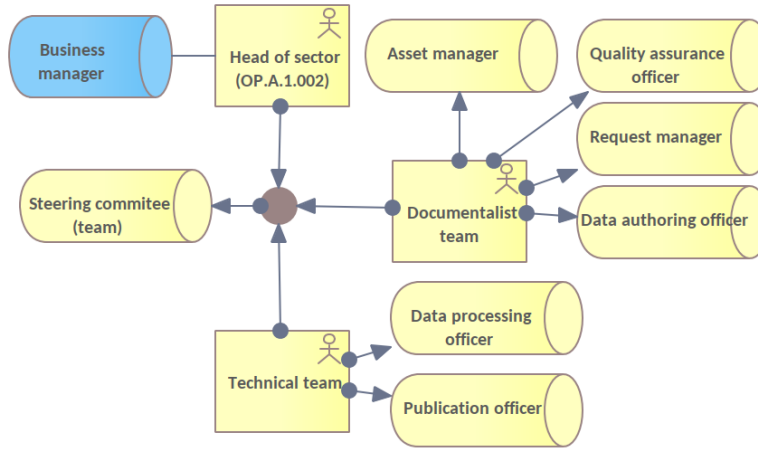 Business
manager
Head of sector
(OP.A.1.002)
Asset manager
Quality assurance
officer
Request manager
Steering commitee
(team)
Documentalist
team
Data authoring officer
Data processing
officer
Technical team
Publication officer